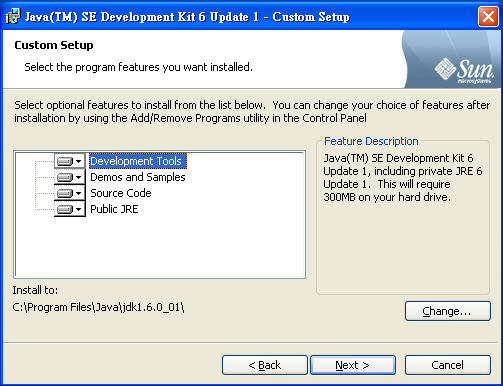 Java(TM) SE Development Kit 6 Update 1 - Custom Setup
Custom Setup
Select the program features you want installed.
Sun
microsystems
Select optional features to install from the list below. You can change your choice of features after
installation by using the Add/Remove Programs utility in the Control Panel
Development Tools
Demos and Samples
Source Code
Public JRE
Feature Description
Java(TM) SE Development Kit 6
Update 1, including private JRE 6
Update 1. This will require
300MB on your hard drive.
Install to:
C:\Program Files\Java\jdk1.6.0_01\
Change...
< Back
Next >
Cancel